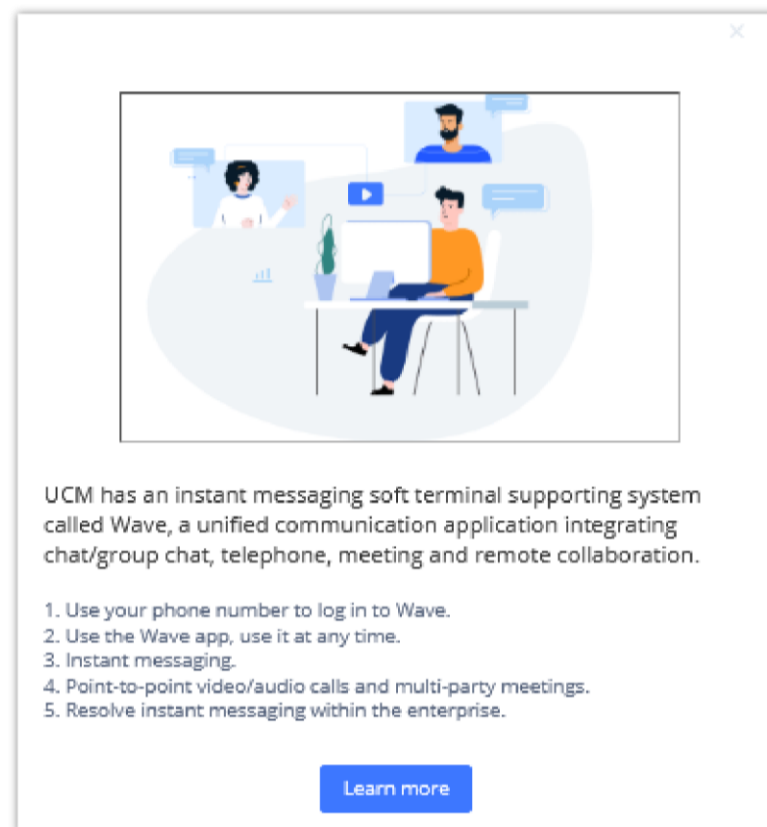 UCM has an instant messaging soft terminal supporting system
called Wave, a unified communication application integrating
chat/group chat, telephone, meeting and remote collaboration.
1. Use your phone number to log in to Wave.
2. Use the Wave app, use it at any time.
3. Instant messaging.
4. Point-to-point video/audio calls and multi-party meetings.
5. Resolve instant messaging within the enterprise.
Learn more